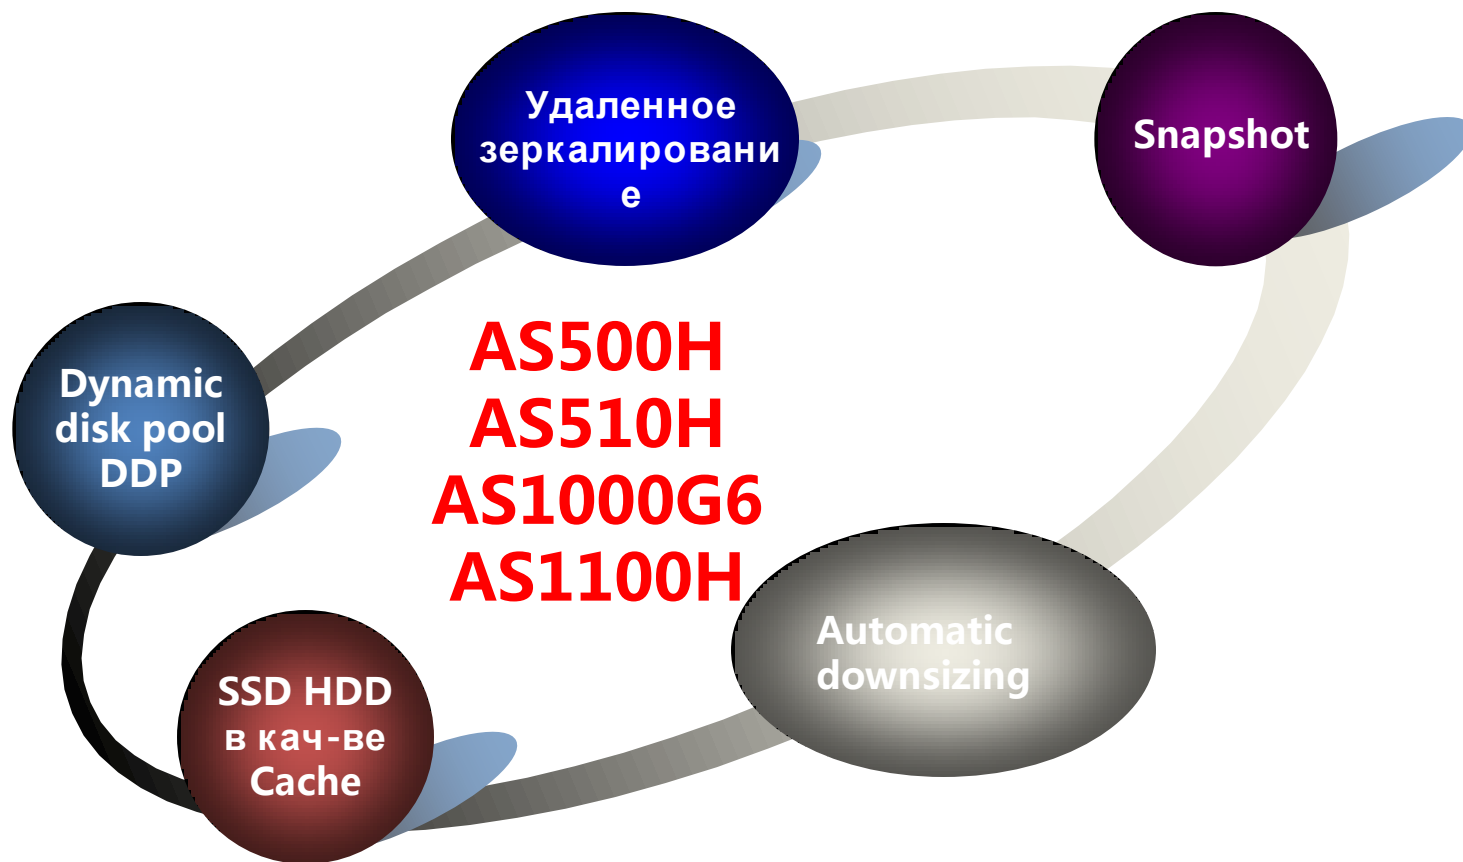 Удаленное
зеркалировани
е
Snapshot
AS500H
AS510H
AS1000G6
AS1100H
Dynamic
disk pool
DDP
Automatic
downsizing
SSD HDD
в кач-ве
Cache